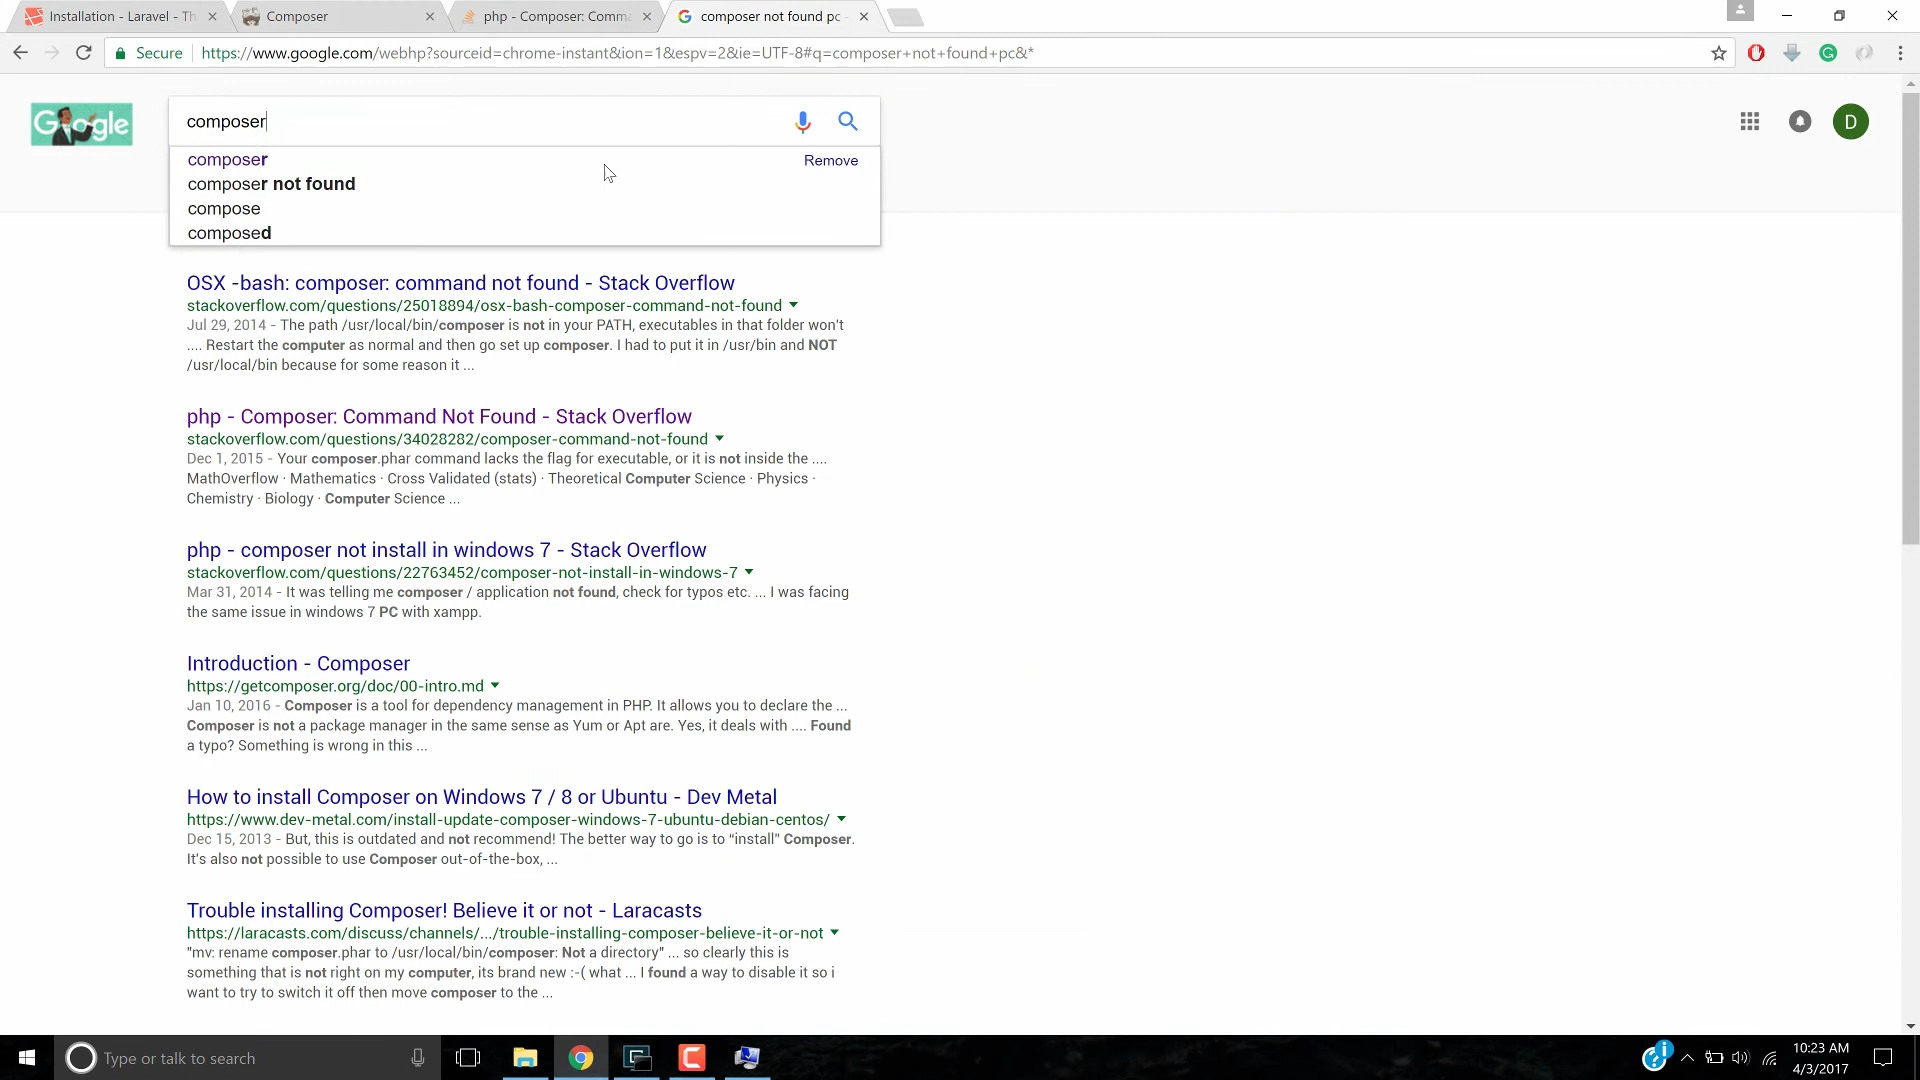 Installation - Laravel - Th
Composer
php - Composer: Comma
composer not found pc -
Secure
https://www.google.com/webhp?sourceid=chrome-instant&ion=1&espv=2&ie=UTF-8#q=composer+not+found+pc&*
Google
composer
D
composer
Remove
composer not found
compose
composed
OSX -bash: composer: command not found - Stack Overflow
stackoverflow.com/questions/25018894/osx-bash-composer-command-not-found
Jul 29, 2014 - The path /usr/local/bin/composer is not in your PATH, executables in that folder won't
.... Restart the computer as normal and then go set up composer. I had to put it in /usr/bin and NOT
/usr/local/bin because for some reason it ...
php - Composer: Command Not Found - Stack Overflow
stackoverflow.com/questions/34028282/composer-command-not-found
Dec 1, 2015 - Your composer.phar command lacks the flag for executable, or it is not inside the ....
MathOverflow · Mathematics · Cross Validated (stats) · Theoretical Computer Science · Physics ·
Chemistry · Biology · Computer Science ...
php - composer not install in windows 7 - Stack Overflow
stackoverflow.com/questions/22763452/composer-not-install-in-windows-7
Mar 31, 2014 - It was telling me composer / application not found, check for typos etc. ... I was facing
the same issue in windows 7 PC with xampp.
Introduction - Composer
https://getcomposer.org/doc/00-intro.md
Jan 10, 2016 - Composer is a tool for dependency management in PHP. It allows you to declare the ...
Composer is not a package manager in the same sense as Yum or Apt are. Yes, it deals with .... Found
a typo? Something is wrong in this ...
How to install Composer on Windows 7 / 8 or Ubuntu - Dev Metal
https://www.dev-metal.com/install-update-composer-windows-7-ubuntu-debian-centos/
Dec 15, 2013 - But, this is outdated and not recommend! The better way to go is to “install” Composer.
It's also not possible to use Composer out-of-the-box, ...
Trouble installing Composer! Believe it or not - Laracasts
https://laracasts.com/discuss/channels/.../trouble-installing-composer-believe-it-or-not
"mv: rename composer.phar to /usr/local/bin/composer: Not a directory" ... so clearly this is
something that is not right on my computer, its brand new :-( what ... I found a way to disable it so i
want to try to switch it off then move composer to the ...
Type or talk to search
10:23 AM
4/3/2017